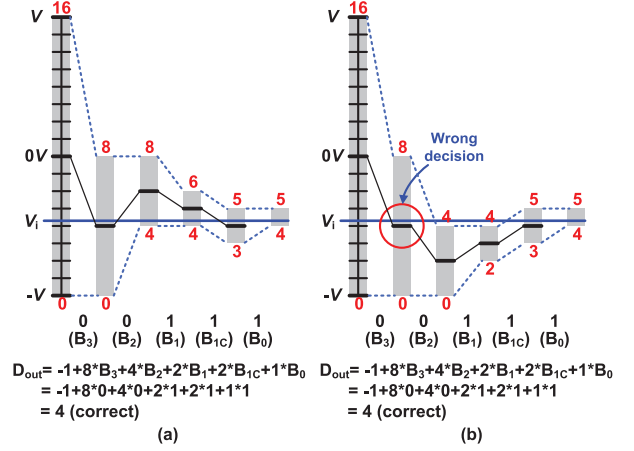 V 16
0V 8 8 6 5 5
Vi 4 4 3 4
-V 0 0
0 0 1 1 1
(B3) (B2) (B1) (B1C) (B0)
Dout= -1+8*B3+4*B2+2*B1+2*B1C+1*B0
= -1+8*0+4*0+2*1+2*1+1*1
= 4 (correct)
(a)
V 16
Wrong
decision
0V 8 4 4 5 5
Vi 2 3 4
-V 0 0 0
0 0 1 1 1
(B3) (B2) (B1) (B1C) (B0)
Dout= -1+8*B3+4*B2+2*B1+2*B1C+1*B0
= -1+8*0+4*0+2*1+2*1+1*1
= 4 (correct)
(b)